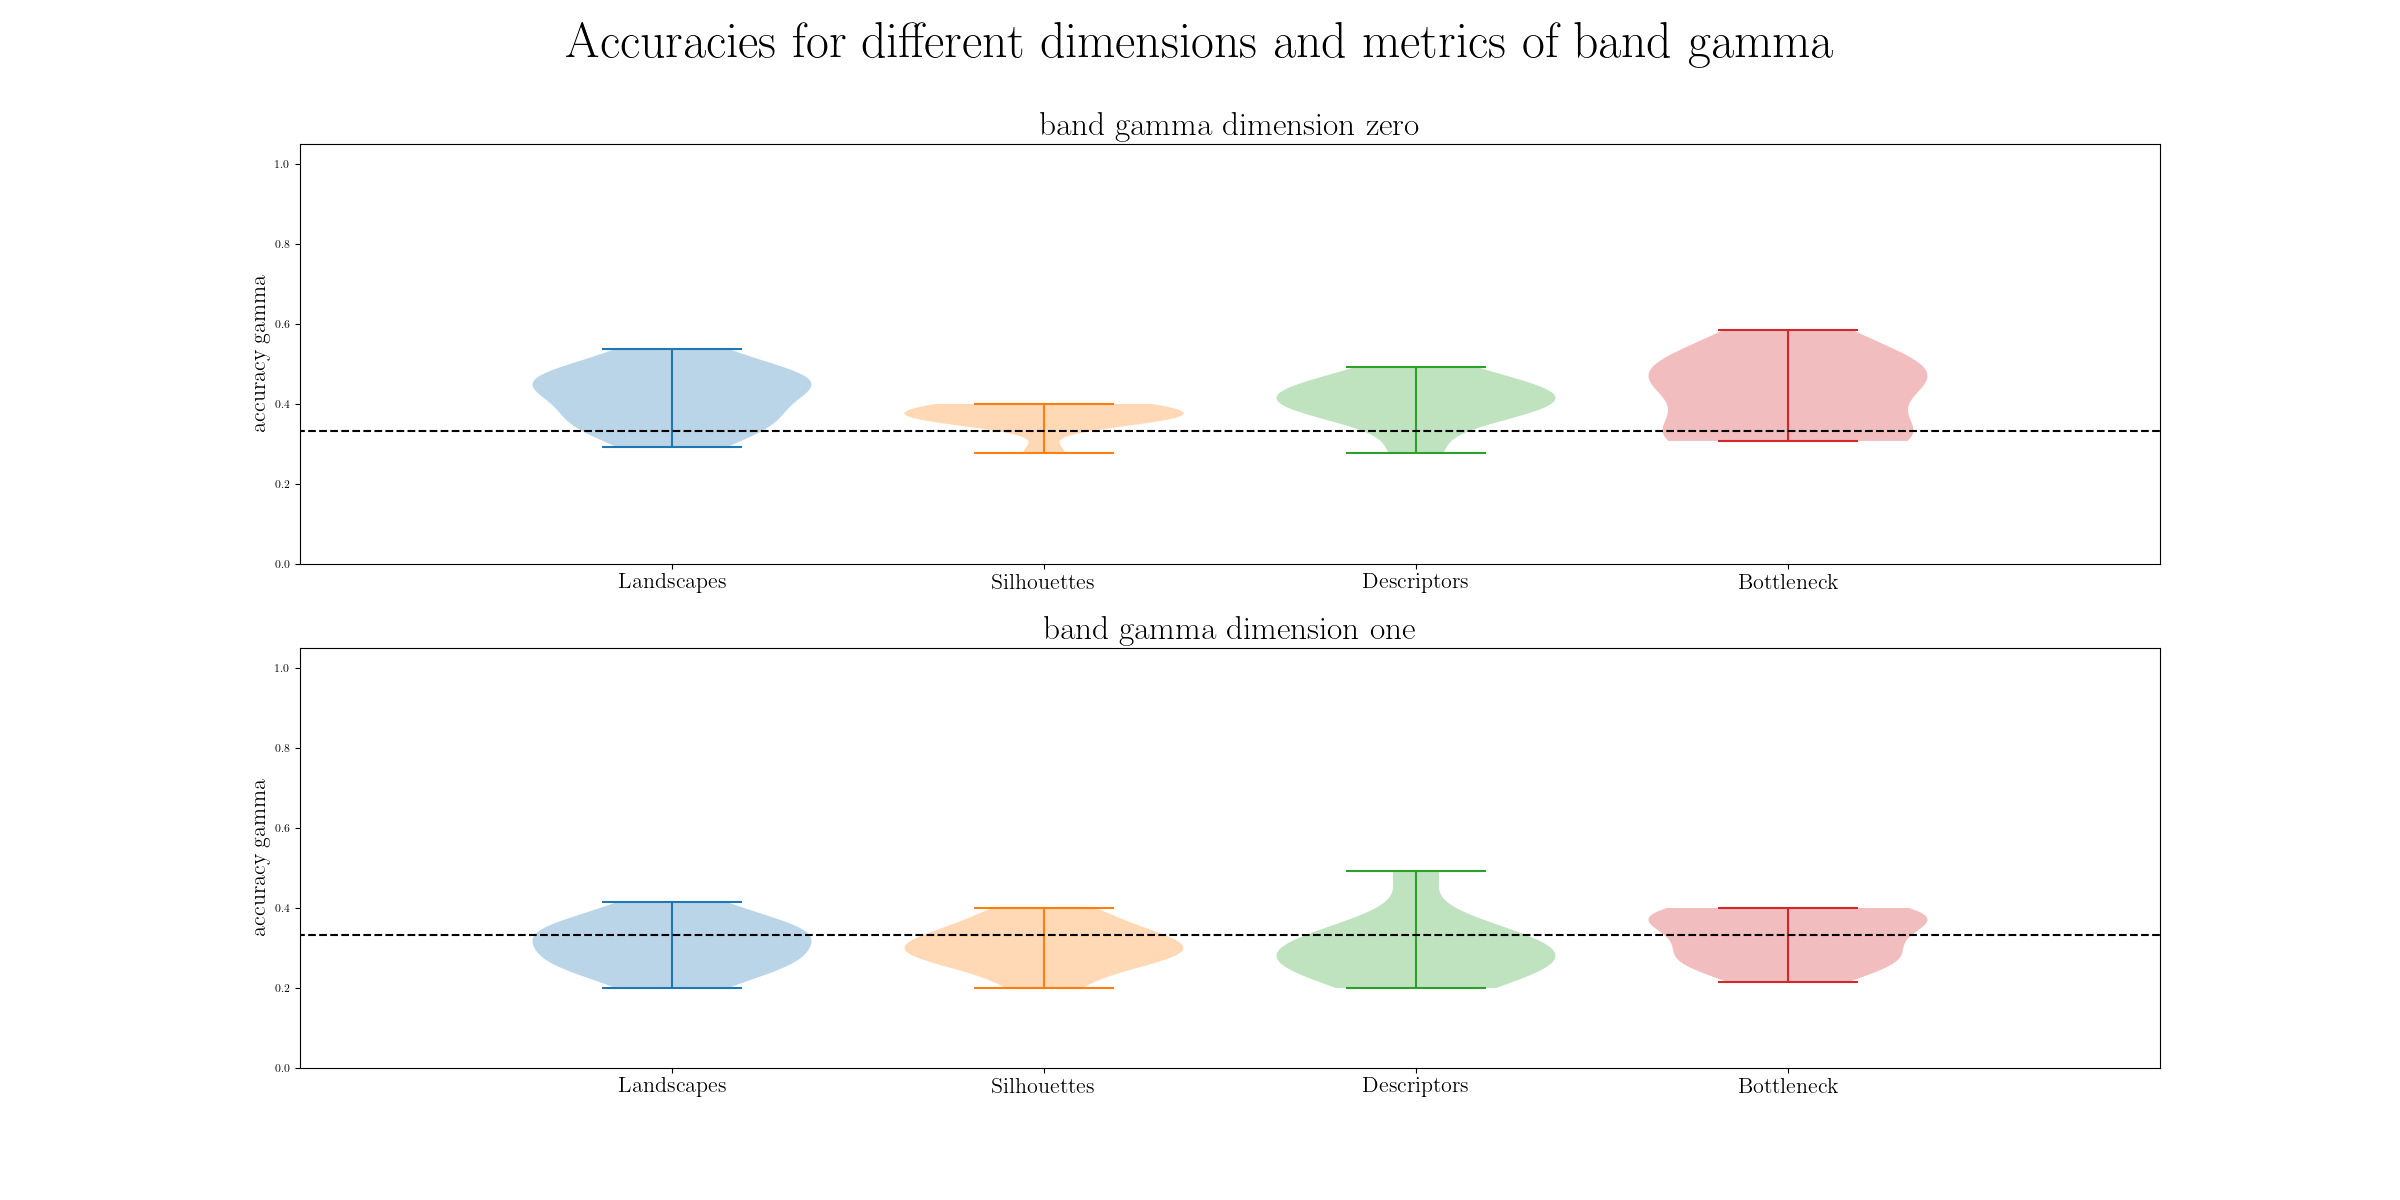 Accuracies for different dimensions and metrics of band gamma
band gamma dimension zero
accuracy gamma
1.0
0.8
0.6
0.4
0.2
0.0
Landscapes Silhouettes Descriptors Bottleneck
band gamma dimension one
accuracy gamma
1.0
0.8
0.6
0.4
0.2
0.0
Landscapes Silhouettes Descriptors Bottleneck